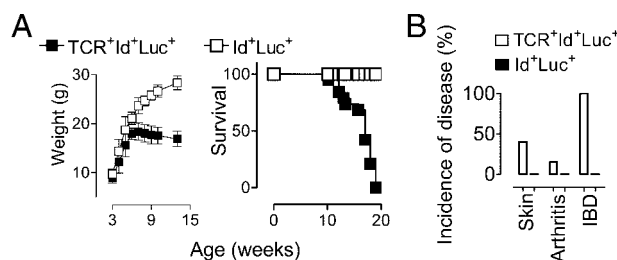 A
B
TCR⁺Id⁺Luc⁺
Id⁺Luc⁺
TCR⁺Id⁺Luc⁺
Id⁺Luc⁺
Weight (g)
30
20
10
3
9
15
Survival
100
50
0
0
10
20
Age (weeks)
Incidence of disease (%)
100
50
0
Skin
Arthritis
IBD